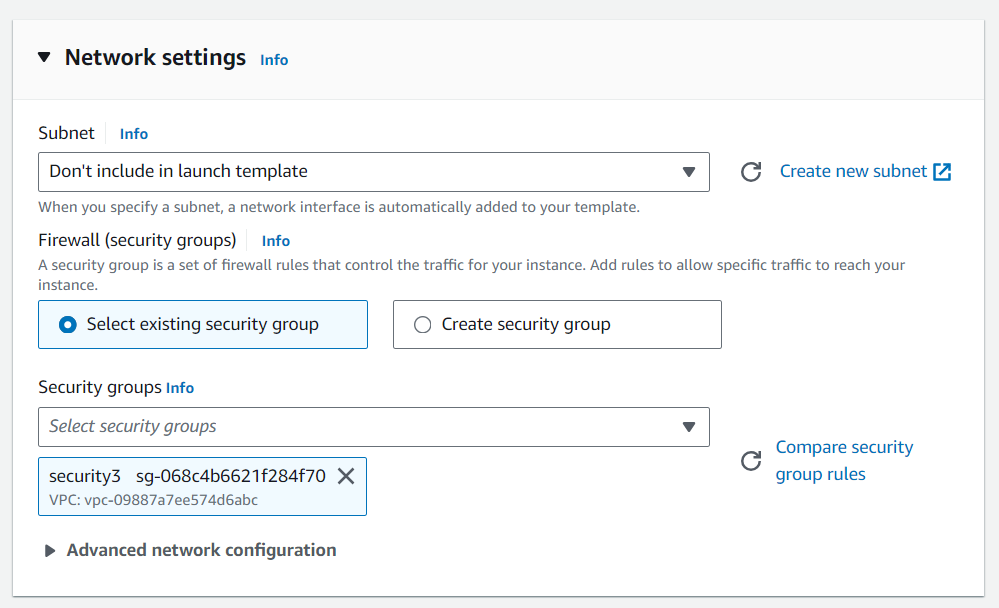 Network settings Info
Subnet Info
Don't include in launch template
Create new subnet
When you specify a subnet, a network interface is automatically added to your template.
Firewall (security groups) Info
A security group is a set of firewall rules that control the traffic for your instance. Add rules to allow specific traffic to reach your
instance.
Select existing security group
Create security group
Security groups Info
Select security groups
Compare security
group rules
security3 sg-068c4b6621f284f70
VPC: vpc-09887a7ee574d6abc
Advanced network configuration